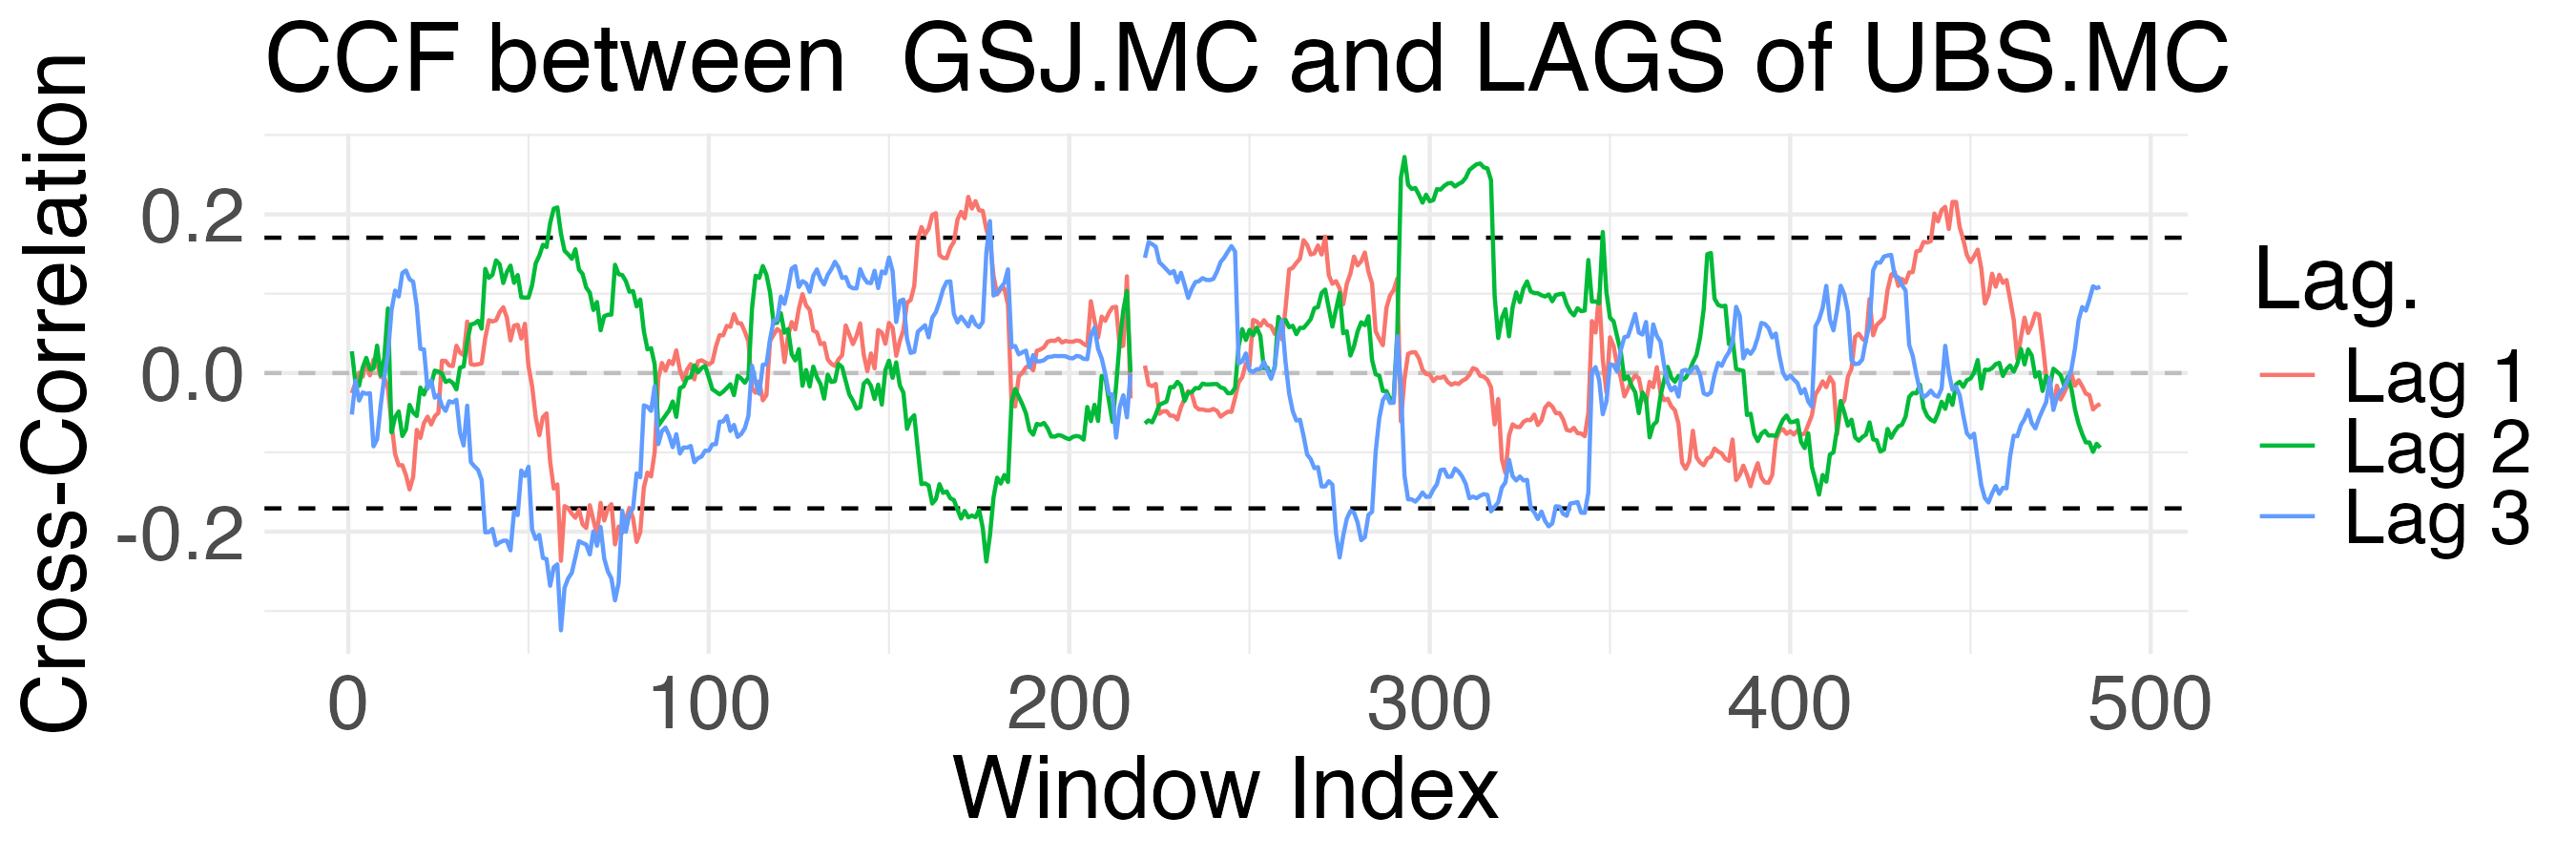 CCF between  GSJ.MC and LAGS of UBS.MC
Cross-Correlation
0.2
0.0
-0.2
0 100 200 300 400 500
Window Index
Lag.
Lag 1
Lag 2
Lag 3